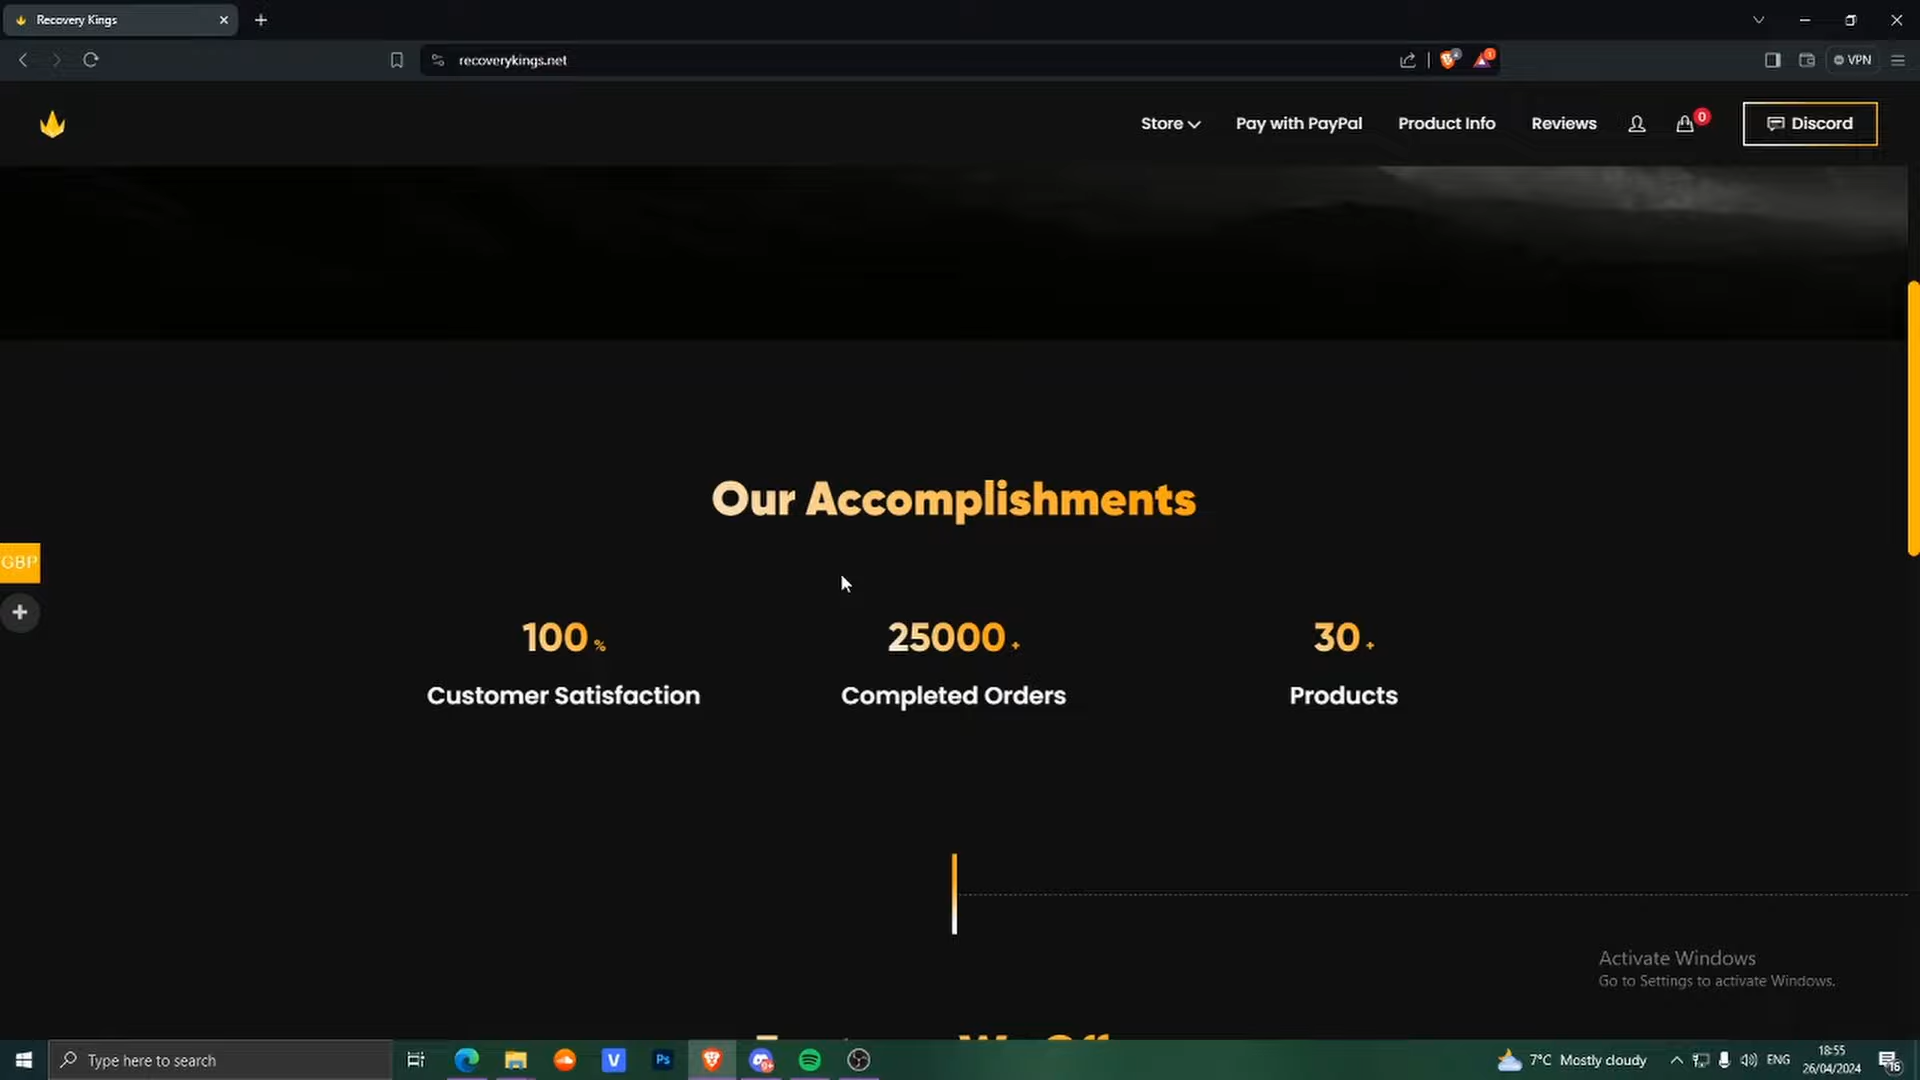 Recovery Kings
recoverykings.net
VPN
Store
Pay with PayPal
Product Info
Reviews
0
Discord
Our Accomplishments
GBP
100 %
25000 +
30 +
Customer Satisfaction
Completed Orders
Products
Activate Windows
Go to Settings to activate Windows.
Type here to search
V
Ps
7°C Mostly cloudy
ENG
18:55
26/04/2024
16